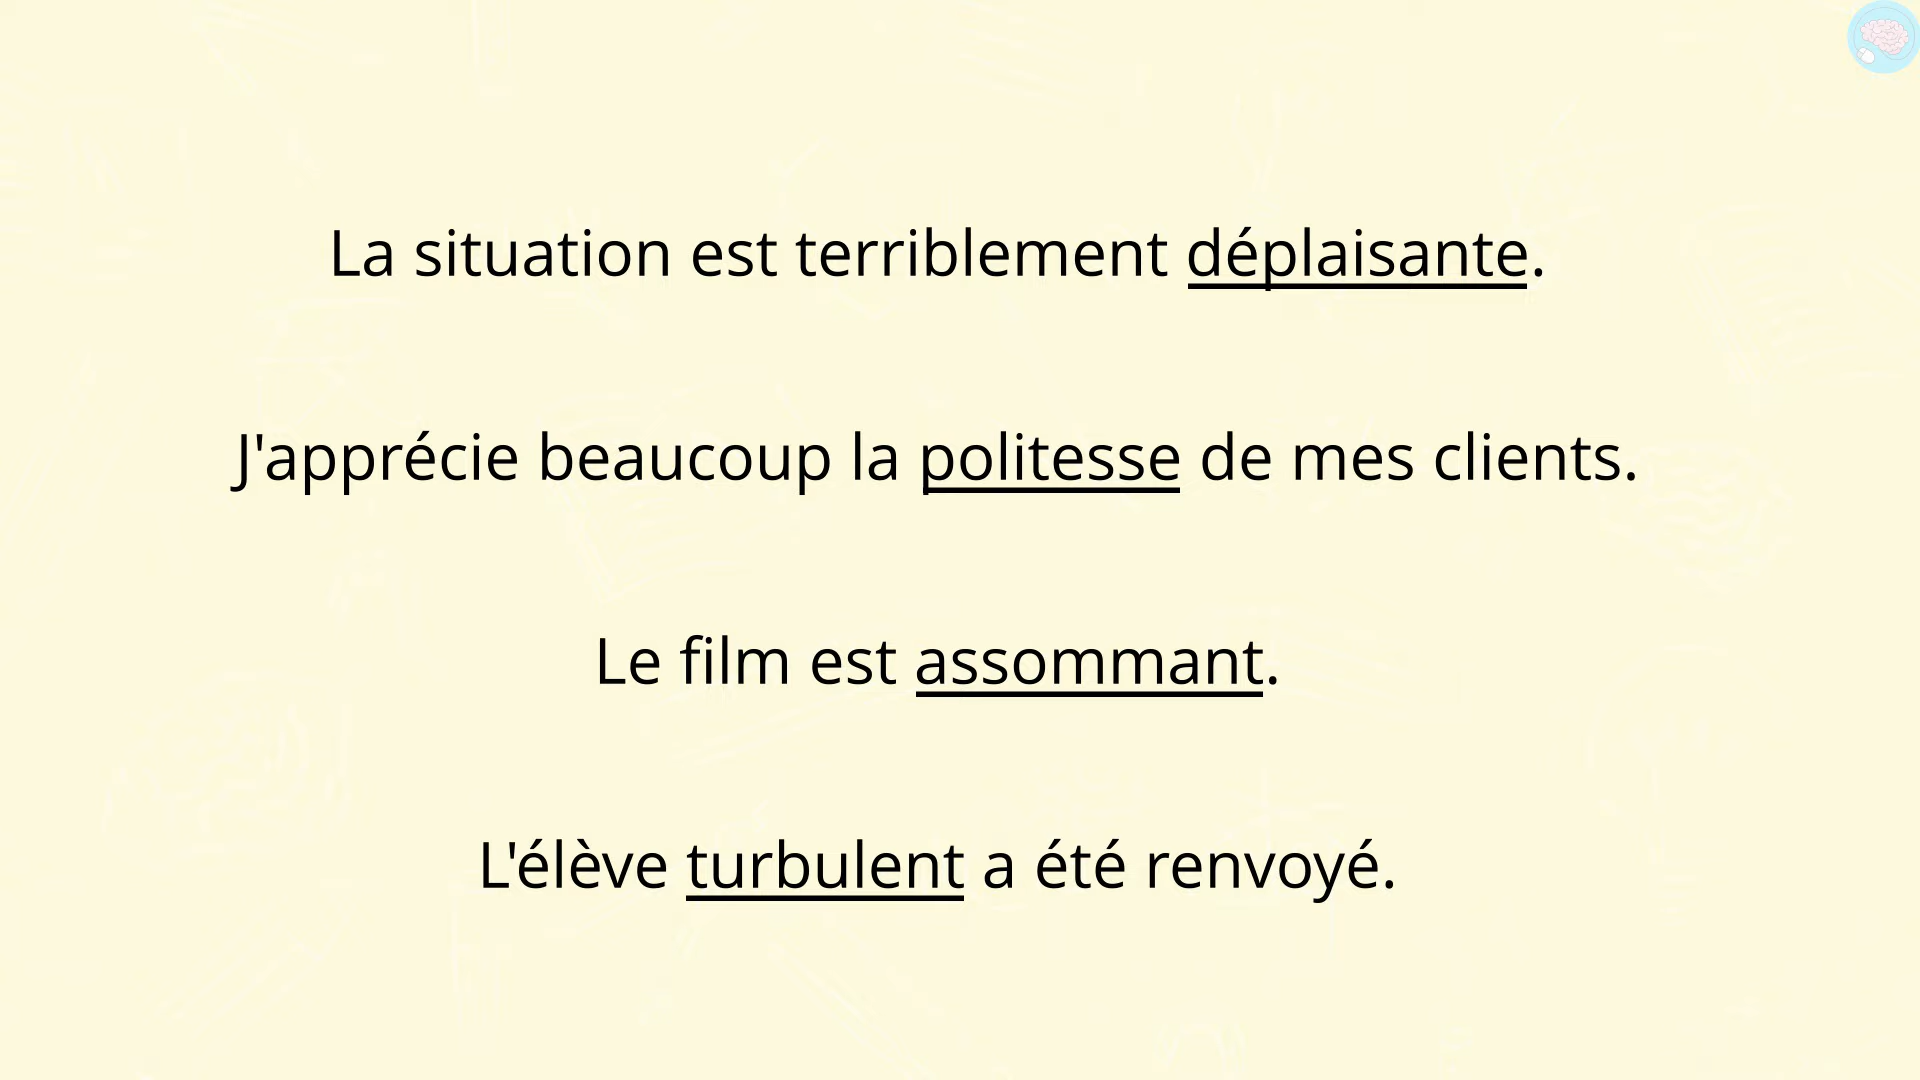 La situation est terriblement déplaisante.
J'apprécie beaucoup la politesse de mes clients.
Le film est assommant.
L'élève turbulent a été renvoyé.